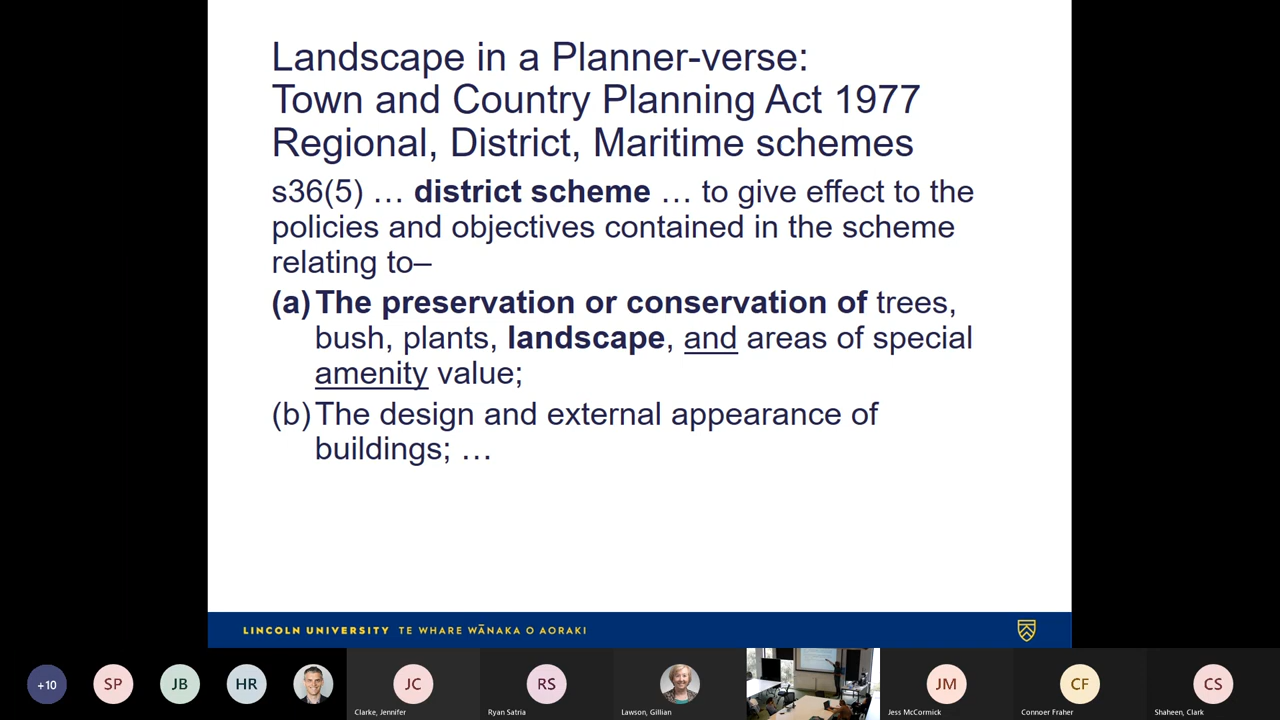 Landscape in a Planner-verse:
Town and Country Planning Act 1977
Regional, District, Maritime schemes
s36(5) … district scheme … to give effect to the
policies and objectives contained in the scheme
relating to–
(a) The preservation or conservation of trees,
bush, plants, landscape, and areas of special
amenity value;
(b) The design and external appearance of
buildings; …
LINCOLN UNIVERSITY TE WHARE WĀNAKA O AORAKI
+10 SP JB HR JC RS JM CF CS
Clarke, Jennifer Ryan Satria Lawson, Gillian Jess McCormick Connoer Fraher Shaheen, Clark